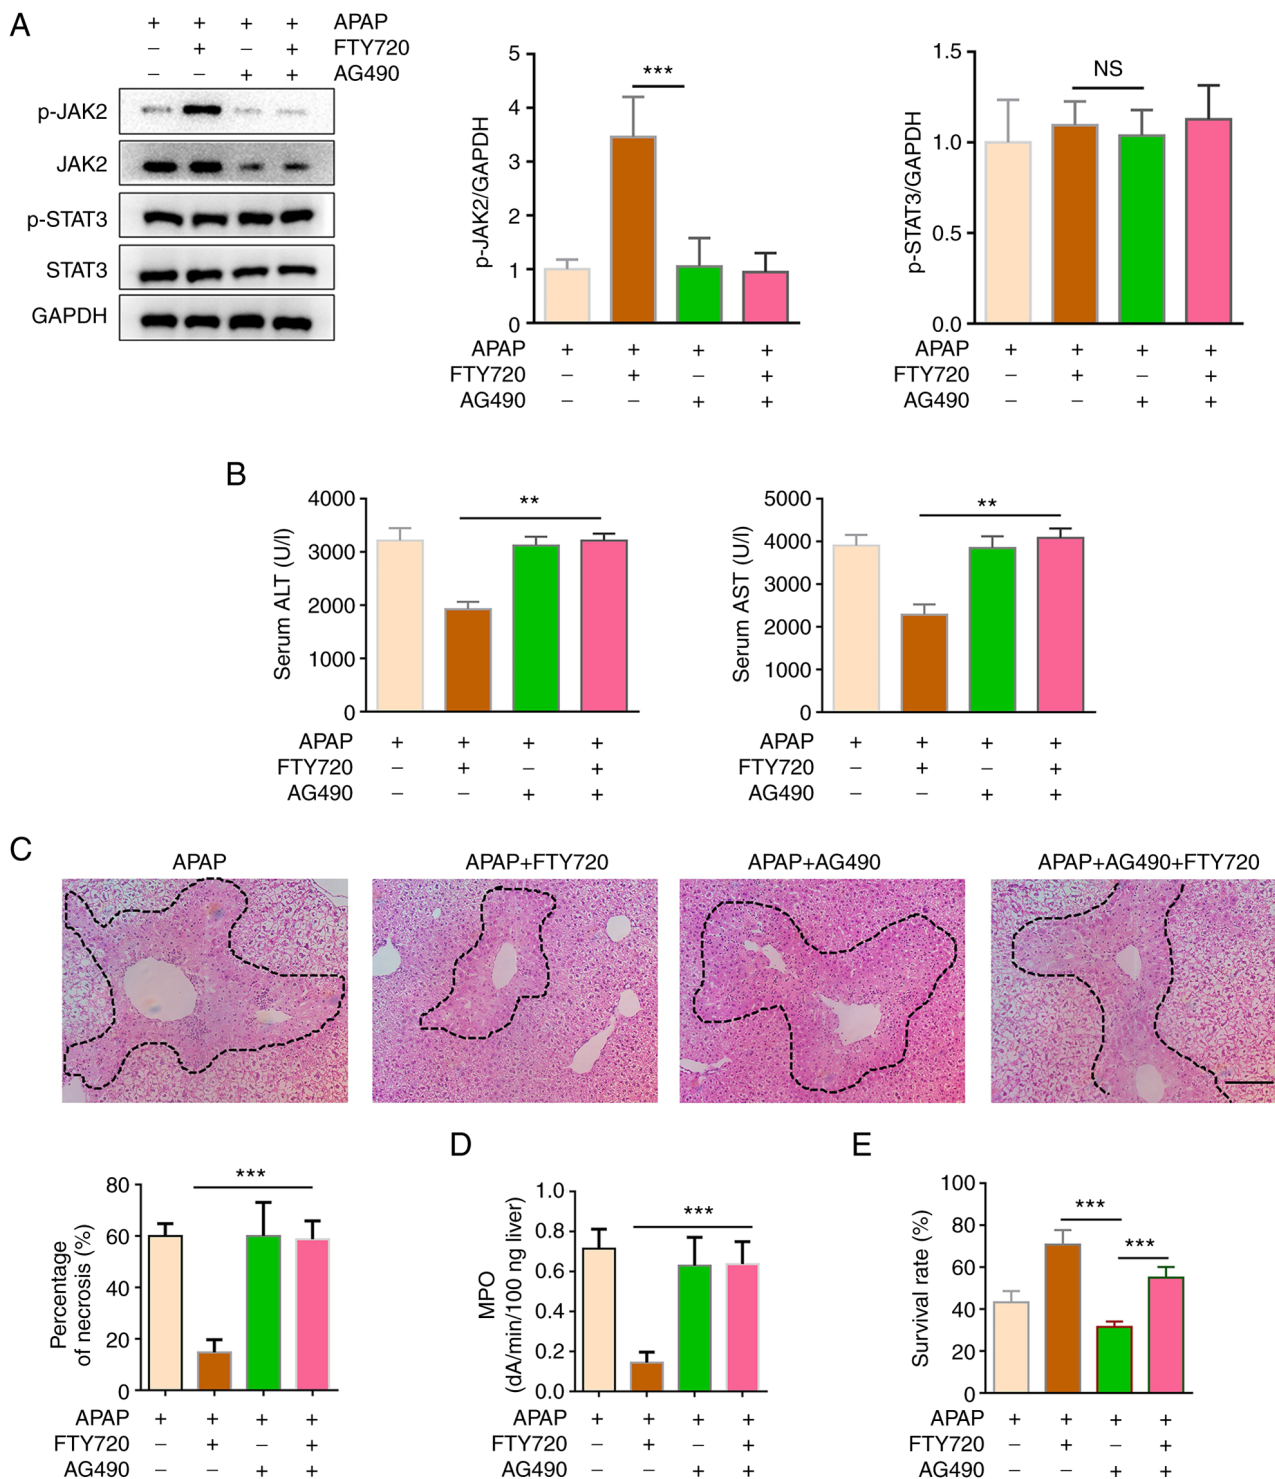 A
+ + + + APAP
– + – + FTY720
– – + + AG490
p-JAK2
JAK2
p-STAT3
STAT3
GAPDH
p-JAK2/GAPDH
5
4
3
2
1
0
***
APAP + + + +
FTY720 – + – +
AG490 – – + +
p-STAT3/GAPDH
1.5
1.0
0.5
0.0
NS
APAP + + + +
FTY720 – + – +
AG490 – – + +
B
Serum ALT (U/l)
4000
3000
2000
1000
0
**
APAP + + + +
FTY720 – + – +
AG490 – – + +
Serum AST (U/l)
5000
4000
3000
2000
1000
0
**
APAP + + + +
FTY720 – + – +
AG490 – – + +
C
APAP
APAP+FTY720
APAP+AG490
APAP+AG490+FTY720
Percentage
of necrosis (%)
80
60
40
20
0
***
APAP + + + +
FTY720 – + – +
AG490 – – + +
D
MPO
(dA/min/100 ng liver)
1.0
0.8
0.6
0.4
0.2
0.0
***
APAP + + + +
FTY720 – + – +
AG490 – – + +
E
Survival rate (%)
100
80
60
40
20
0
***
***
APAP + + + +
FTY720 – + – +
AG490 – – + +